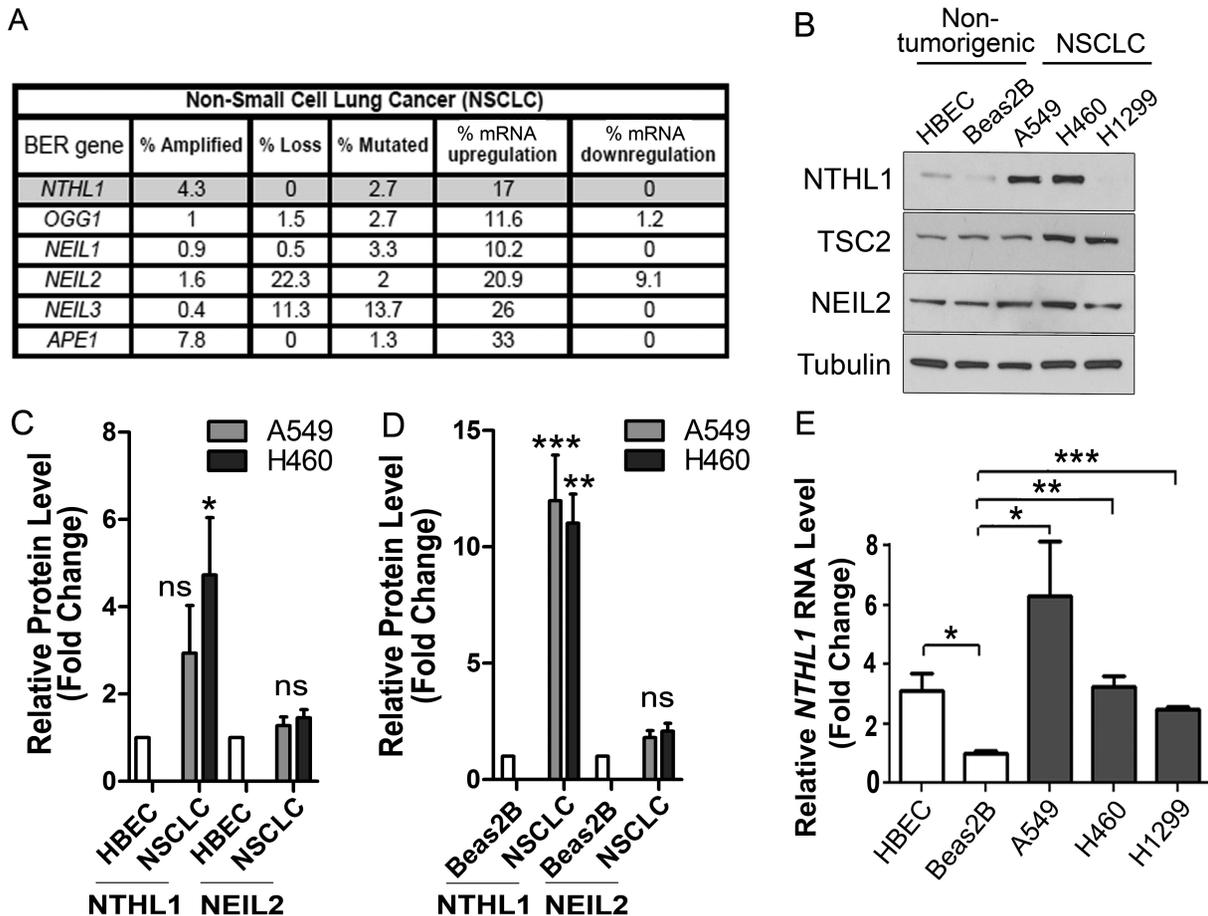 A
Non-Small Cell Lung Cancer (NSCLC)
BER gene % Amplified % Loss % Mutated % mRNA upregulation % mRNA downregulation
NTHL1 4.3 0 2.7 17 0
OGG1 1 1.5 2.7 11.6 1.2
NEIL1 0.9 0.5 3.3 10.2 0
NEIL2 1.6 22.3 2 20.9 9.1
NEIL3 0.4 11.3 13.7 26 0
APE1 7.8 0 1.3 33 0
B
Non-
tumorigenic NSCLC
HBEC Beas2B A549 H460 H1299
NTHL1
TSC2
NEIL2
Tubulin
C
Relative Protein Level
(Fold Change)
8
6
4
2
0
A549
H460
ns
*
ns
HBEC NSCLC HBEC NSCLC
NTHL1 NEIL2
D
Relative Protein Level
(Fold Change)
15
10
5
0
A549
H460
***
**
ns
Beas2B NSCLC Beas2B NSCLC
NTHL1 NEIL2
E
Relative NTHL1 RNA Level
(Fold Change)
8
6
4
2
0
***
**
*
*
HBEC Beas2B A549 H460 H1299